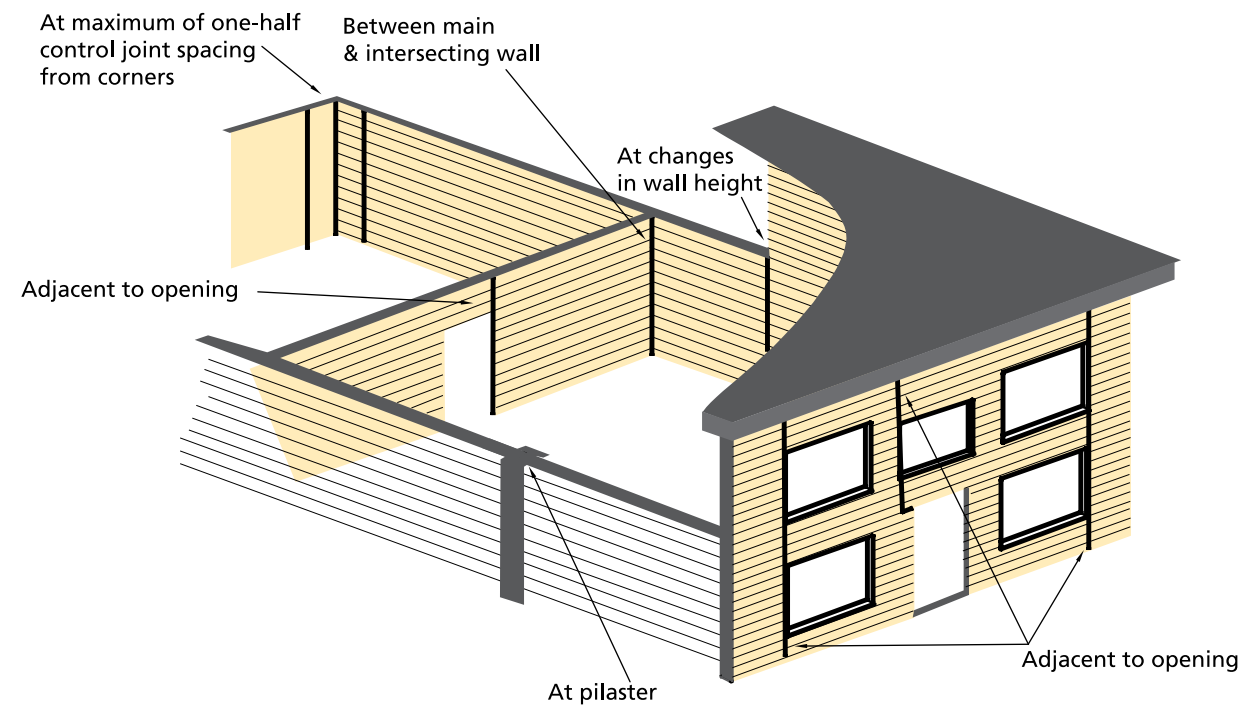 At maximum of one-half
control joint spacing
from corners
Between main
& intersecting wall
At changes
in wall height
Adjacent to opening
At pilaster
Adjacent to opening